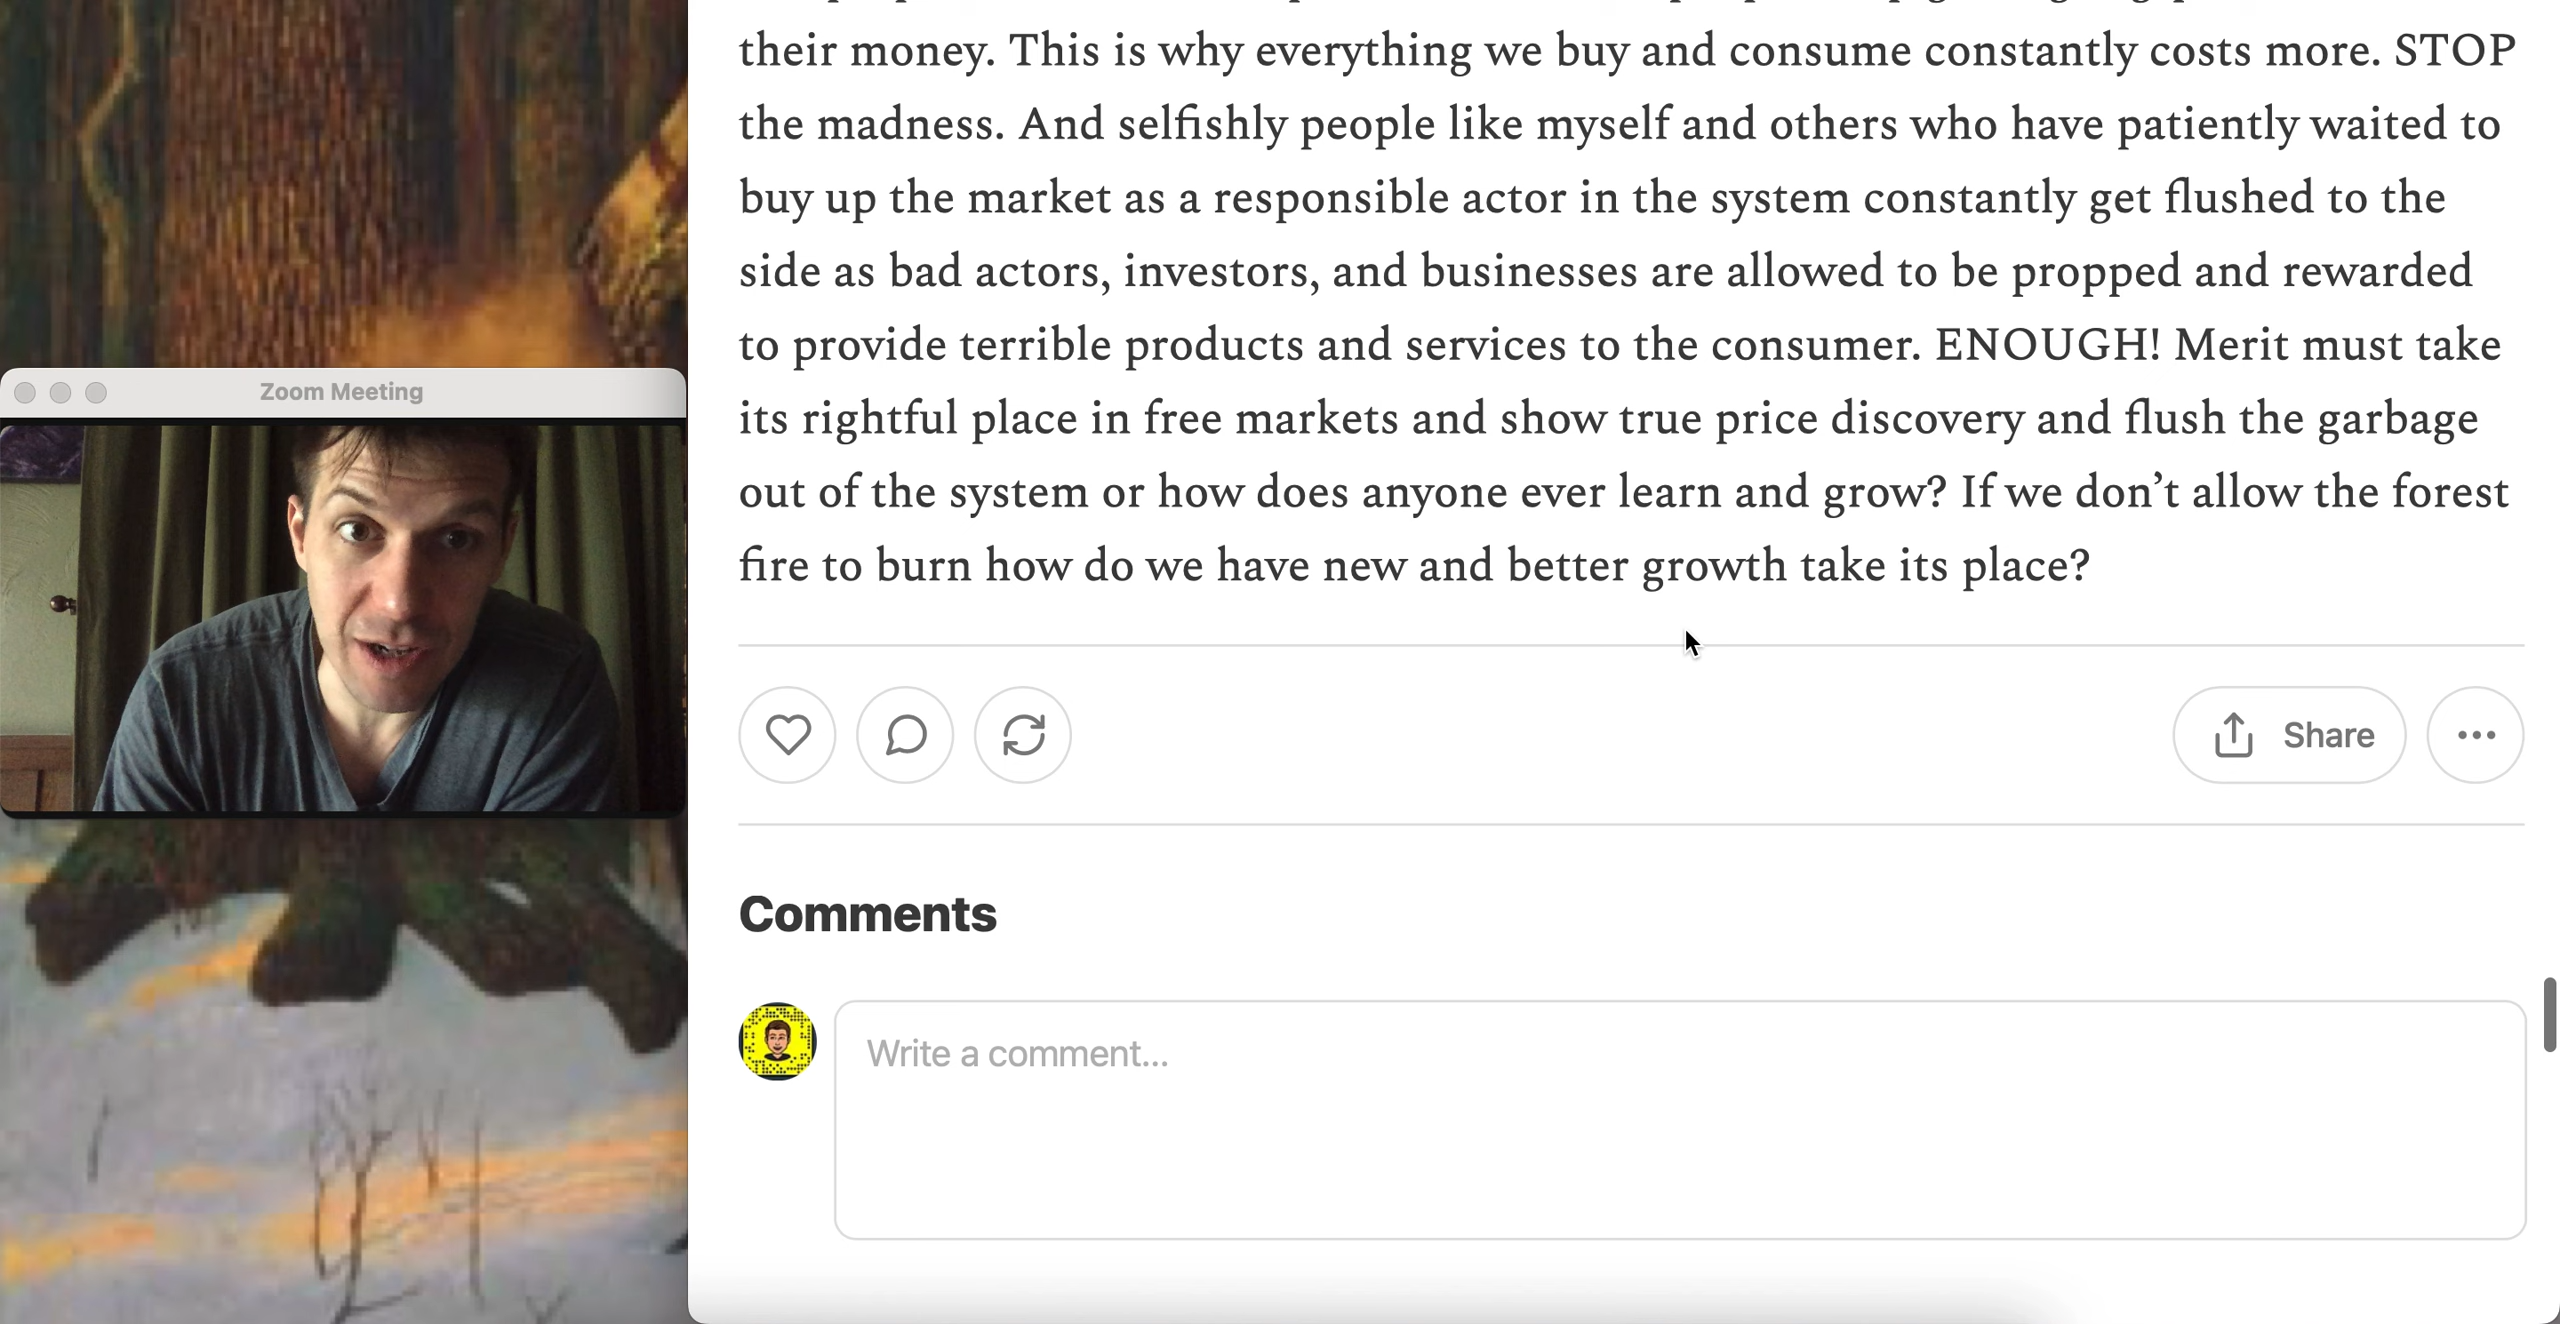 their money. This is why everything we buy and consume constantly costs more. STOP
the madness. And selfishly people like myself and others who have patiently waited to
buy up the market as a responsible actor in the system constantly get flushed to the
side as bad actors, investors, and businesses are allowed to be propped and rewarded
to provide terrible products and services to the consumer. ENOUGH! Merit must take
its rightful place in free markets and show true price discovery and flush the garbage
out of the system or how does anyone ever learn and grow? If we don’t allow the forest
fire to burn how do we have new and better growth take its place?
Zoom Meeting
Share
Comments
Write a comment...